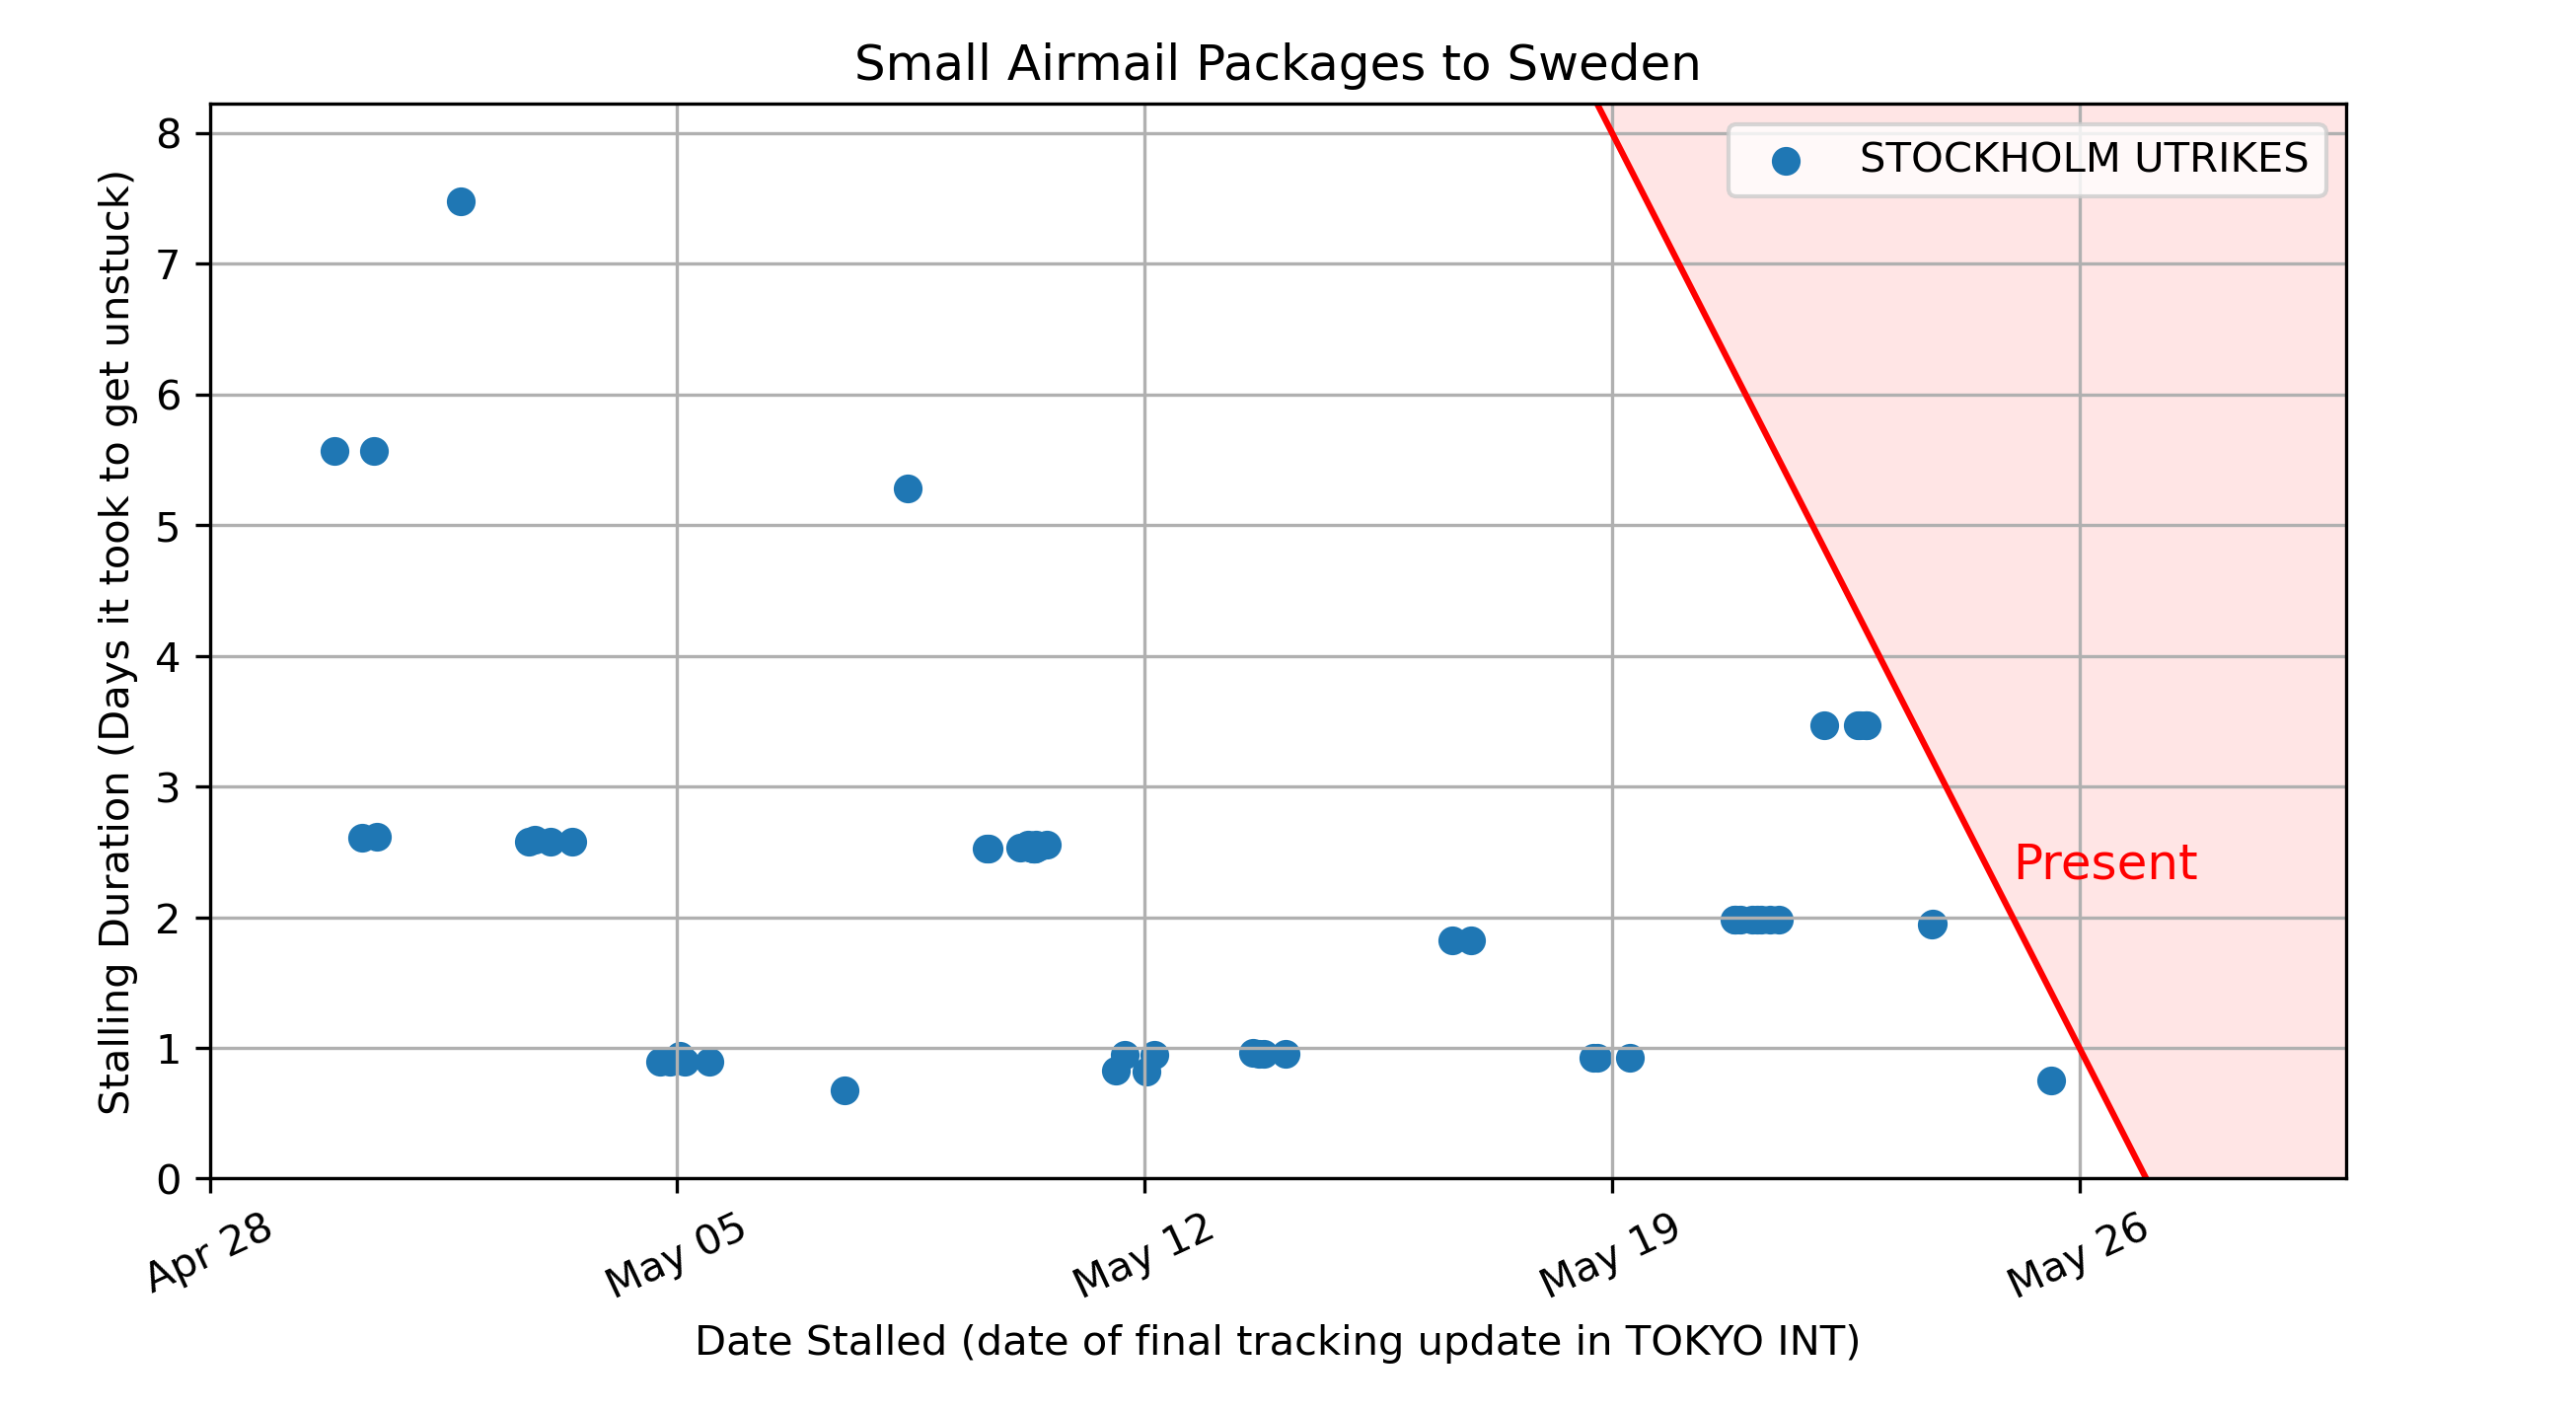 Small Airmail Packages to Sweden
STOCKHOLM UTRIKES
Stalling Duration (Days it took to get unstuck)
8
7
6
5
4
3
2
1
0
Present
Apr 28
May 05
May 12
May 19
May 26
Date Stalled (date of final tracking update in TOKYO INT)